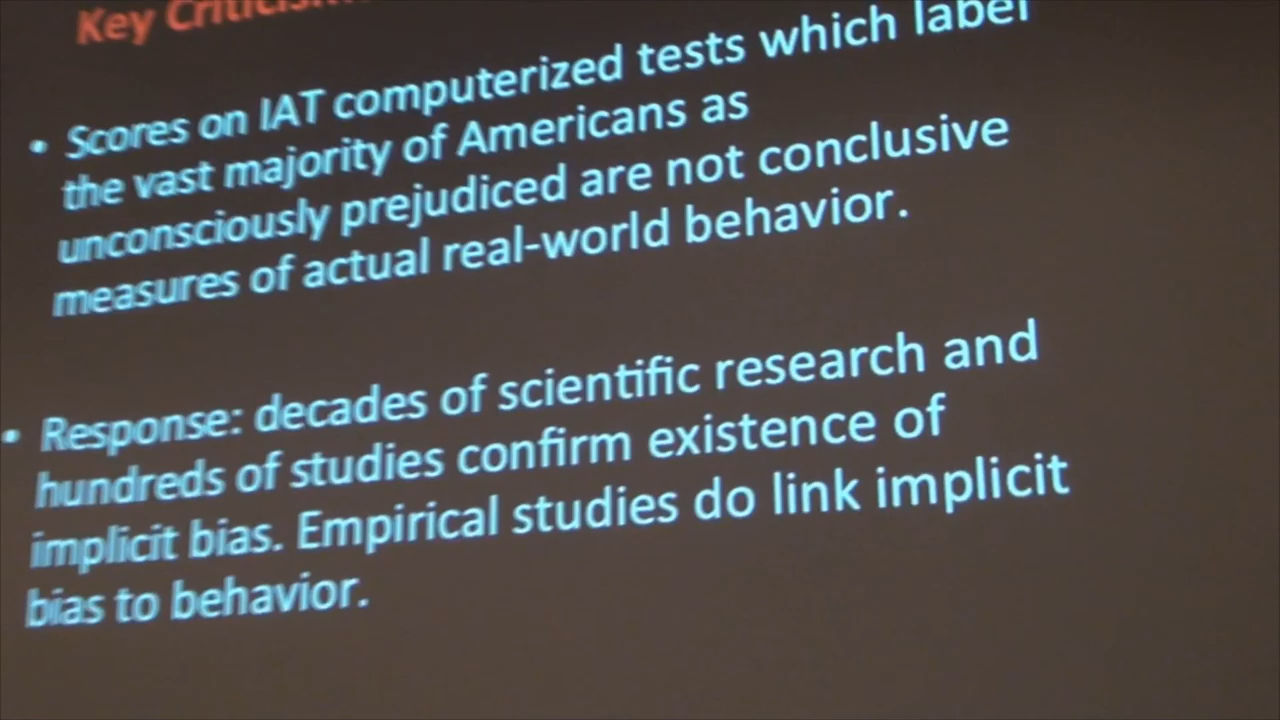 Key Criticism
• Scores on IAT computerized tests which label
the vast majority of Americans as
unconsciously prejudiced are not conclusive
measures of actual real-world behavior.
• Response: decades of scientific research and
hundreds of studies confirm existence of
implicit bias. Empirical studies do link implicit
bias to behavior.